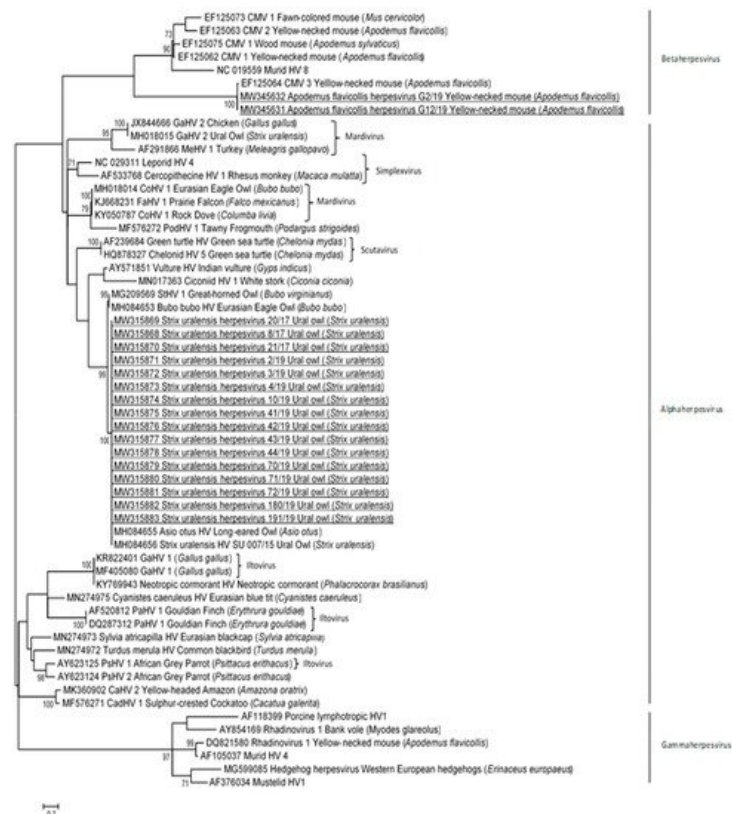 EF125073 CMV 1 Fawn-colored mouse (Mus cervicolor)
73
EF125063 CMV 2 Yellow-necked mouse (Apodemus flavicollis)
EF125075 CMV 1 Wood mouse (Apodemus sylvaticus)
90
EF125062 CMV 1 Yellow-necked mouse (Apodemus flavicollis)
Betaherpesvirus
NC 019559 Murid HV 8
EF125064 CMV 3 Yelllow-necked mouse (Apodemus flavicollis)
MW345632 Apodemus flavicollis herpesvirus G2/19 Yellow-necked mouse (Apodemus flavicollis)
100
MW345631 Apodemus flavicollis herpesvirus G12/19 Yellow-necked mouse (Apodemus flavicollis)
100 JX844666 GaHV 2 Chicken (Gallus gallus)
MH018015 GaHV 2 Ural Owl (Strix uralensis) Mardivirus
95
AF291866 MeHV 1 Turkey (Meleagris gallopavo)
71 NC 029311 Leporid HV 4
Simplexvirus
AF533768 Cercopithecine HV 1 Rhesus monkey (Macaca mulatta)
MH018014 CoHV 1 Eurasian Eagle Owl (Bubo bubo)
100
KJ668231 FaHV 1 Prairie Falcon (Falco mexicanus) Mardivirus
79 KY050787 CoHV 1 Rock Dove (Columba livia)
MF576272 PodHV 1 Tawny Frogmouth (Podargus strigoides)
100 AF239684 Green turtle HV Green sea turtle (Chelonia mydas)
Scutavirus
HQ878327 Chelonid HV 5 Green sea turtle (Chelonia mydas)
AY571851 Vulture HV Indian vulture (Gyps indicus)
MN017363 Ciconiid HV 1 White stork (Ciconia ciconia)
99 MG209569 StHV 1 Great-horned Owl (Bubo virginianus)
MH084653 Bubo bubo HV Eurasian Eagle Owl (Bubo bubo)
MW315869 Strix uralensis herpesvirus 20/17 Ural owl (Strix uralensis)
MW315868 Strix uralensis herpesvirus 8/17 Ural owl (Strix uralensis)
MW315870 Strix uralensis herpesvirus 21/17 Ural owl (Strix uralensis)
MW315871 Strix uralensis herpesvirus 2/19 Ural owl (Strix uralensis)
99
MW315872 Strix uralensis herpesvirus 3/19 Ural owl (Strix uralensis)
MW315873 Strix uralensis herpesvirus 4/19 Ural owl (Strix uralensis)
MW315874 Strix uralensis herpesvirus 10/19 Ural owl (Strix uralensis)
MW315875 Strix uralensis herpesvirus 41/19 Ural owl (Strix uralensis)
Alphaherpesvirus
MW315876 Strix uralensis herpesvirus 42/19 Ural owl (Strix uralensis)
100
MW315877 Strix uralensis herpesvirus 43/19 Ural owl (Strix uralensis)
MW315878 Strix uralensis herpesvirus 44/19 Ural owl (Strix uralensis)
MW315879 Strix uralensis herpesvirus 70/19 Ural owl (Strix uralensis)
MW315880 Strix uralensis herpesvirus 71/19 Ural owl (Strix uralensis)
MW315881 Strix uralensis herpesvirus 72/19 Ural owl (Strix uralensis)
MW315882 Strix uralensis herpesvirus 180/19 Ural owl (Strix uralensis)
MW315883 Strix uralensis herpesvirus 191/19 Ural owl (Strix uralensis)
MH084655 Asio otus HV Long-eared Owl (Asio otus)
MH084656 Strix uralensis HV SU 007/15 Ural Owl (Strix uralensis)
KR822401 GaHV 1 (Gallus gallus)
100 Iltovirus
MF405080 GaHV 1 (Gallus gallus)
KY769943 Neotropic cormorant HV Neotropic cormorant (Phalacrocorax brasilianus)
MN274975 Cyanistes caeruleus HV Eurasian blue tit (Cyanistes caeruleus)
AF520812 PaHV 1 Gouldian Finch (Erythrura gouldiae)
Iltovirus
100 DQ287312 PaHV 1 Gouldian Finch (Erythrura gouldiae)
MN274973 Sylvia atricapilla HV Eurasian blackcap (Sylvia atricapilla)
MN274972 Turdus merula HV Common blackbird (Turdus merula)
AY623125 PsHV 1 African Grey Parrot (Psittacus erithacus) Iltovirus
98 AY623124 PsHV 2 African Grey Parrot (Psittacus erithacus)
MK360902 CaHV 2 Yellow-headed Amazon (Amazona oratrix)
100 MF576271 CadHV 1 Sulphur-crested Cockatoo (Cacatua galerita)
AF118399 Porcine lymphotropic HV1
AY854169 Rhadinovirus 1 Bank vole (Myodes glareolus)
99 DQ821580 Rhadinovirus 1 Yellow-necked mouse (Apodemus flavicollis)
Gammaherpesvirus
97 AF105037 Murid HV 4
MG599085 Hedgehog herpesvirus Western European hedgehogs (Erinaceus europaeus)
71 AF376034 Mustelid HV1